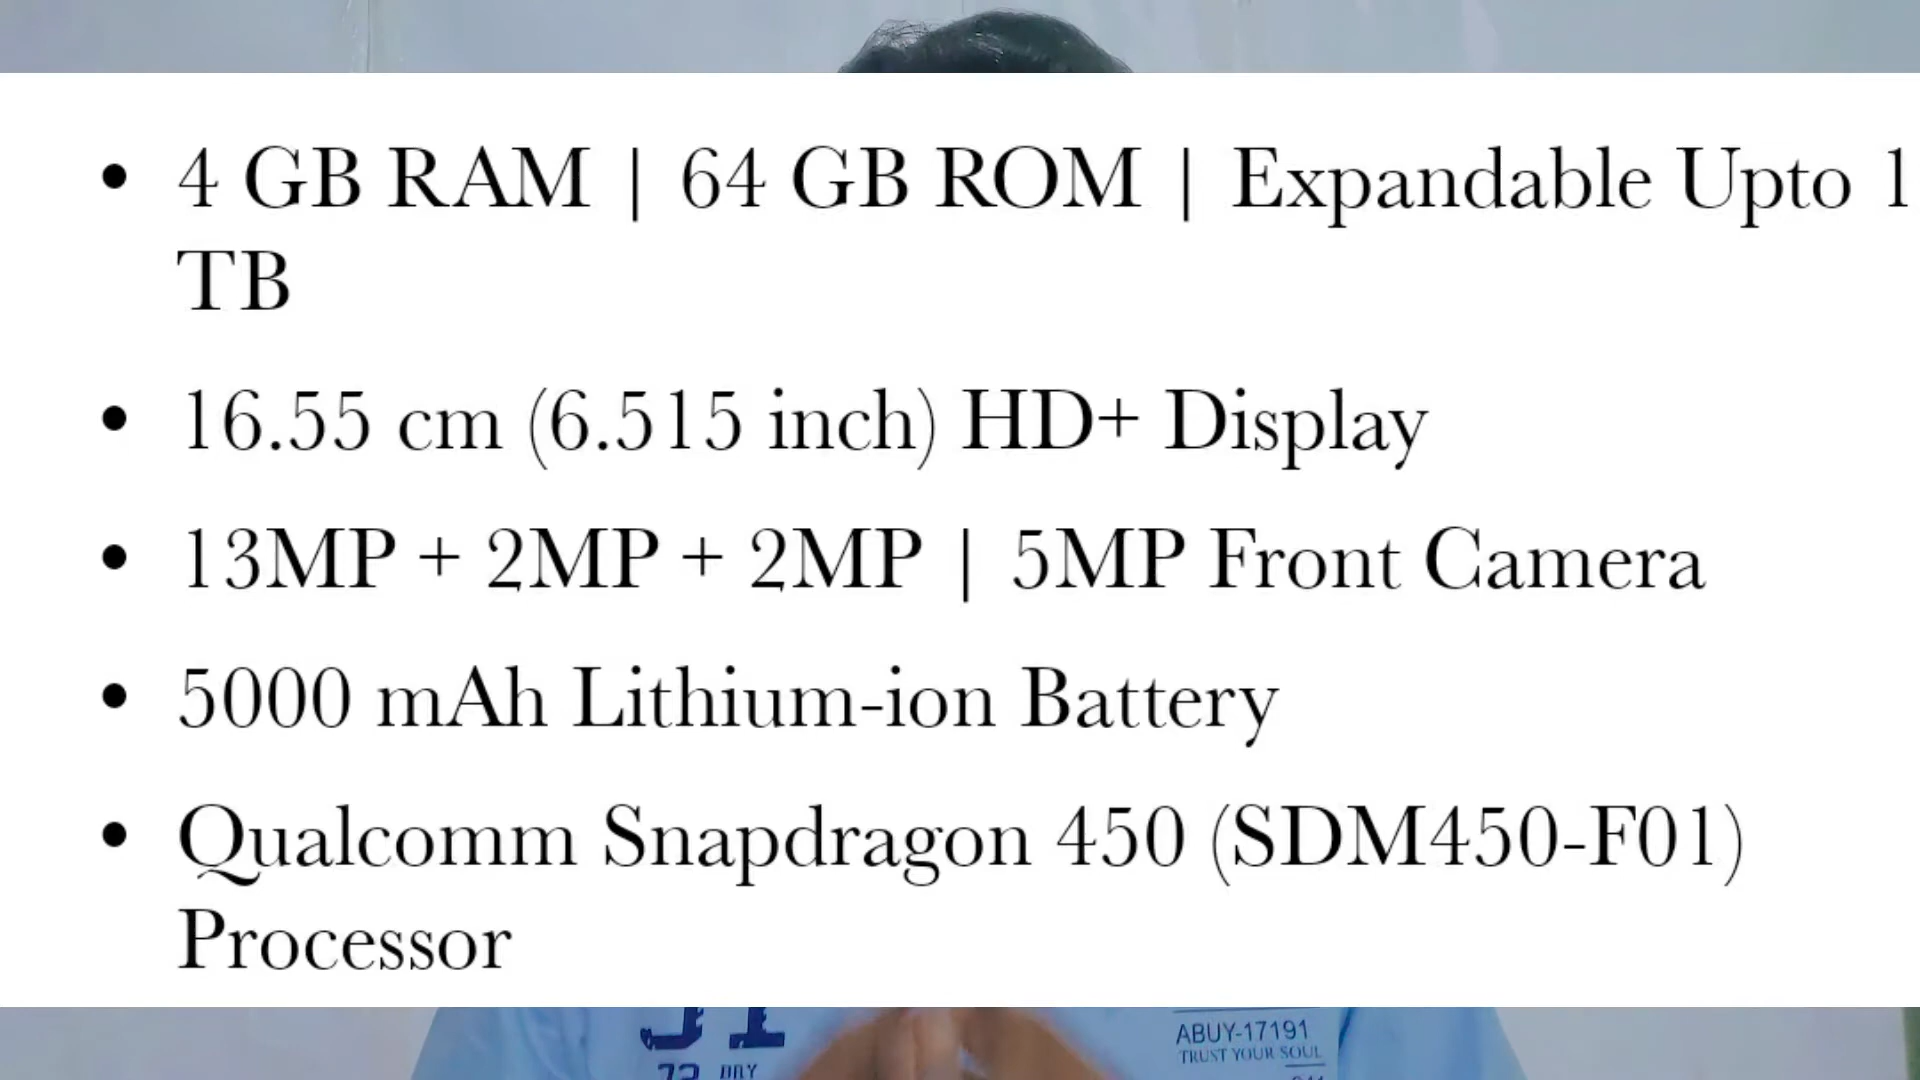 • 4 GB RAM | 64 GB ROM | Expandable Upto 1
TB
• 16.55 cm (6.515 inch) HD+ Display
• 13MP + 2MP + 2MP | 5MP Front Camera
• 5000 mAh Lithium-ion Battery
• Qualcomm Snapdragon 450 (SDM450-F01)
Processor
ABUY-17191
TRUST YOUR SOUL